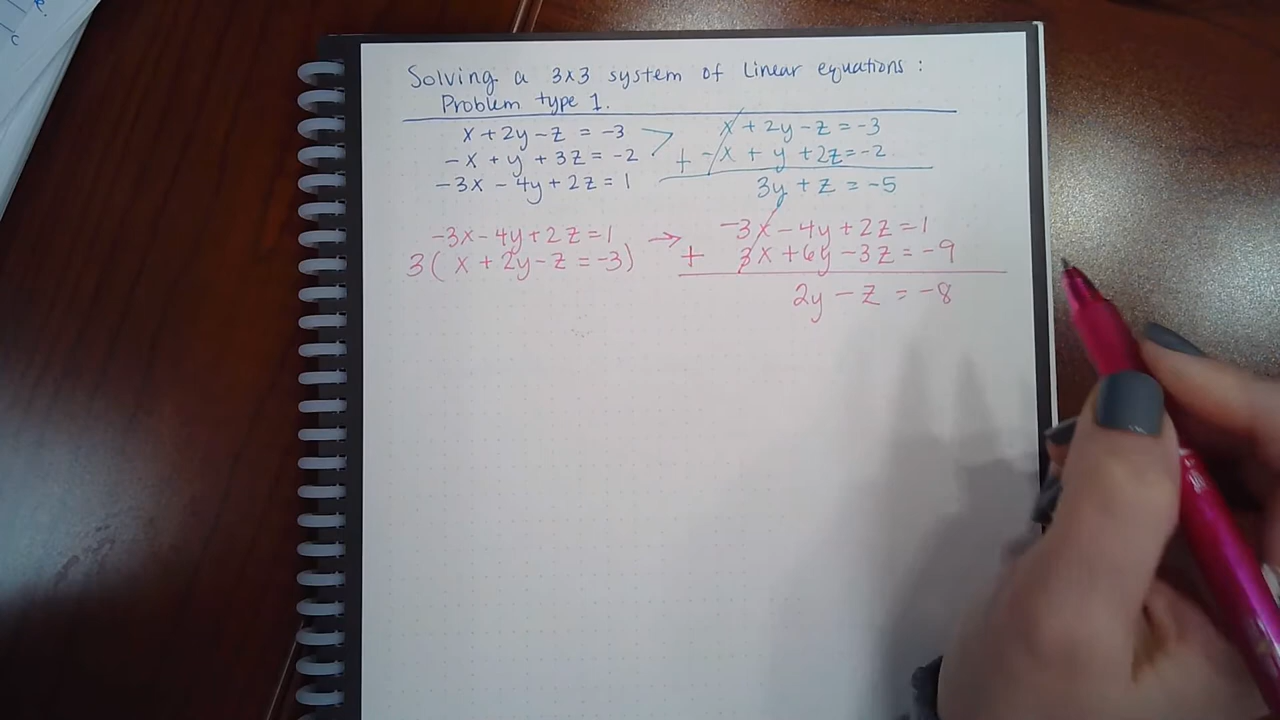 Solving a 3x3 system of Linear equations :
Problem type 1.
x + 2y - z = -3
-x + y + 3z = -2
-3x - 4y + 2z = 1
x + 2y - z = -3
+ -x + y + 2z = -2
3y + z = -5
-3x - 4y + 2z = 1
3( x + 2y - z = -3)
→ -3x - 4y + 2z = 1
+ 3x + 6y - 3z = -9
2y - z = -8